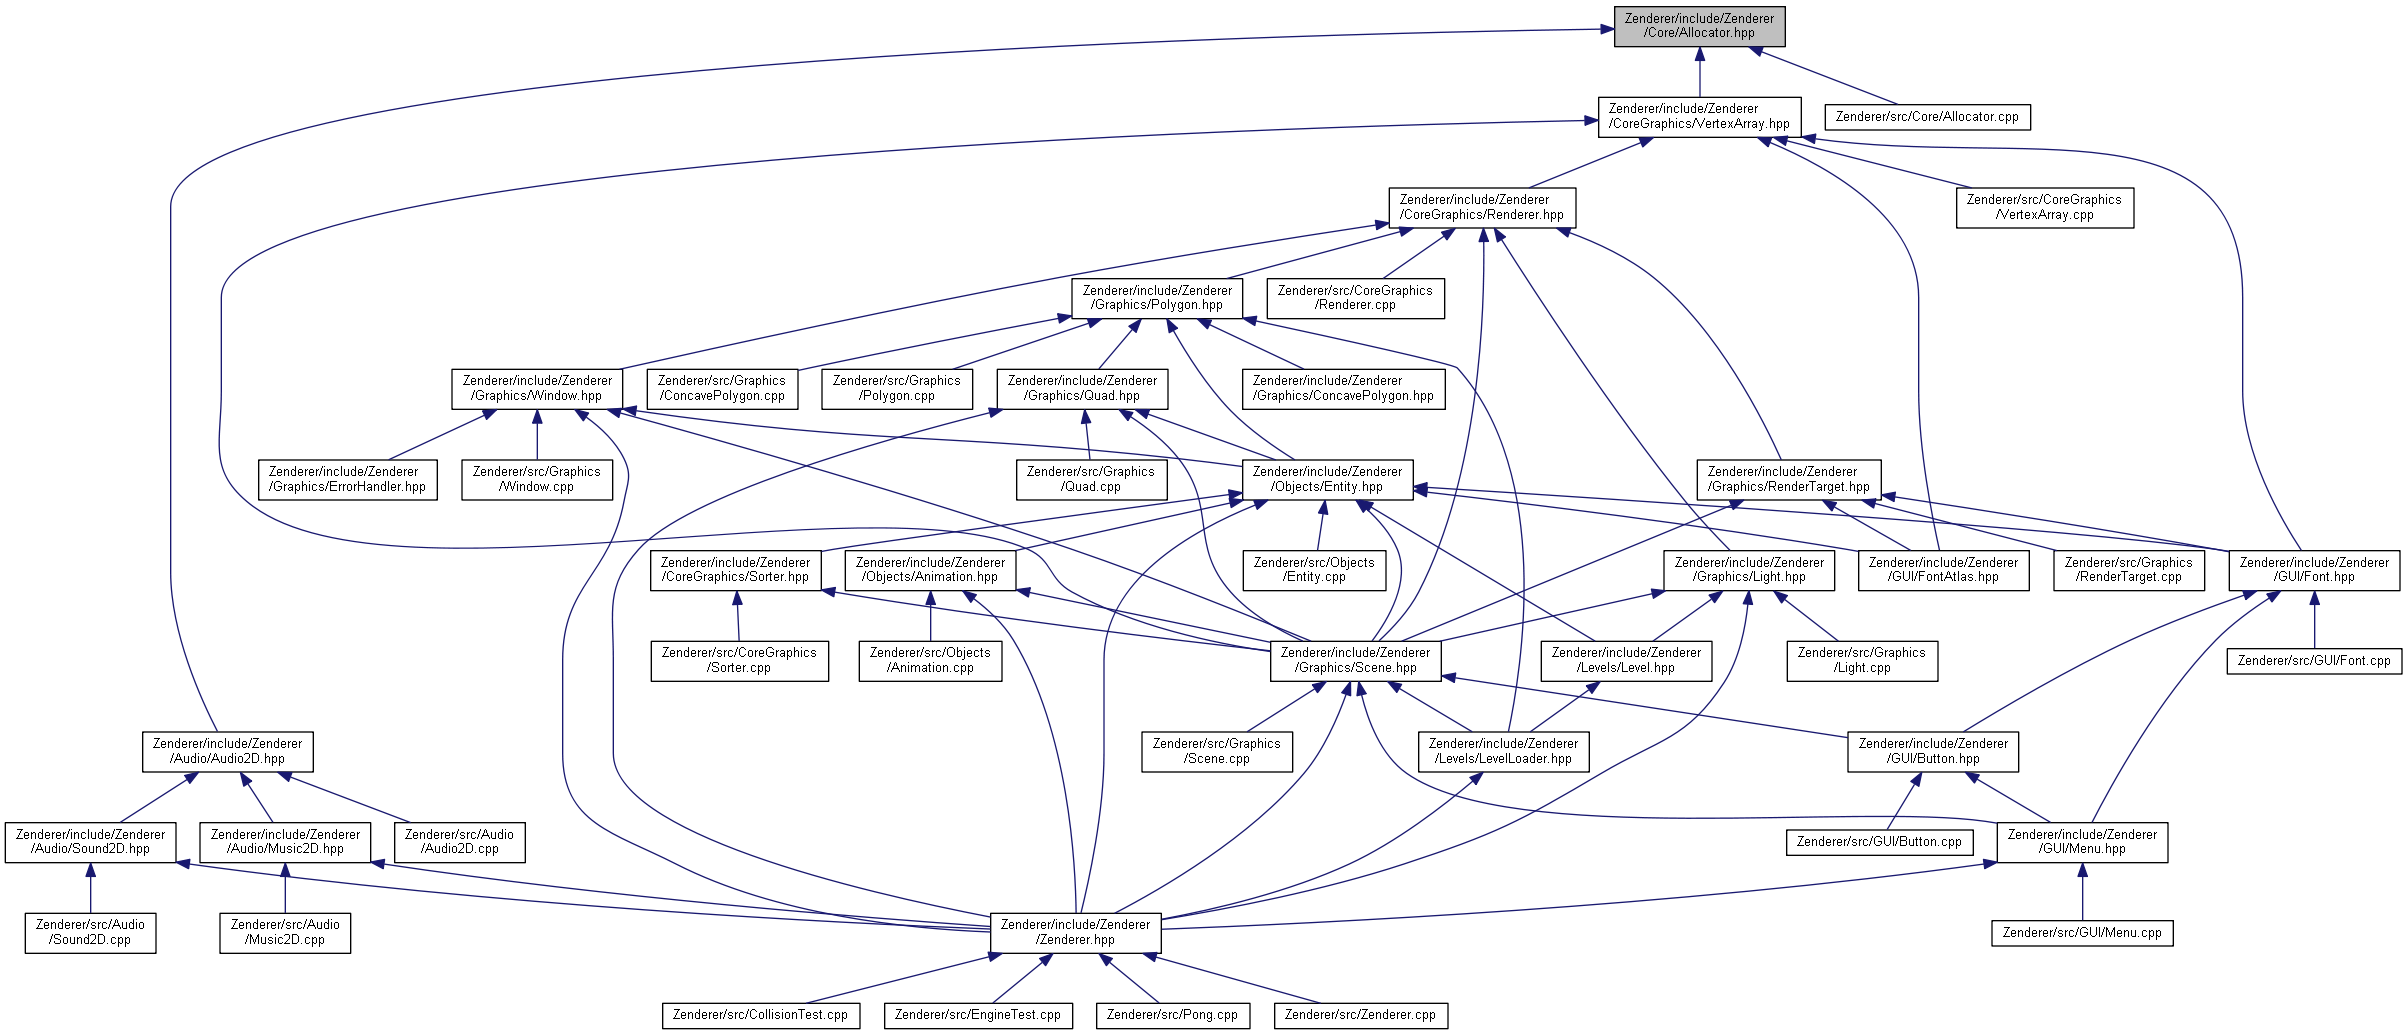 Zenderer/include/Zenderer
/Core/Allocator.hpp
Zenderer/include/Zenderer
/CoreGraphics/VertexArray.hpp
Zenderer/src/Core/Allocator.cpp
Zenderer/include/Zenderer
/CoreGraphics/Renderer.hpp
Zenderer/src/CoreGraphics
/VertexArray.cpp
Zenderer/include/Zenderer
/Graphics/Polygon.hpp
Zenderer/src/CoreGraphics
/Renderer.cpp
Zenderer/include/Zenderer
/Graphics/Window.hpp
Zenderer/src/Graphics
/ConcavePolygon.cpp
Zenderer/src/Graphics
/Polygon.cpp
Zenderer/include/Zenderer
/Graphics/Quad.hpp
Zenderer/include/Zenderer
/Graphics/ConcavePolygon.hpp
Zenderer/include/Zenderer
/Graphics/ErrorHandler.hpp
Zenderer/src/Graphics
/Window.cpp
Zenderer/src/Graphics
/Quad.cpp
Zenderer/include/Zenderer
/Objects/Entity.hpp
Zenderer/include/Zenderer
/Graphics/RenderTarget.hpp
Zenderer/include/Zenderer
/CoreGraphics/Sorter.hpp
Zenderer/include/Zenderer
/Objects/Animation.hpp
Zenderer/src/Objects
/Entity.cpp
Zenderer/include/Zenderer
/Graphics/Light.hpp
Zenderer/include/Zenderer
/GUI/FontAtlas.hpp
Zenderer/src/Graphics
/RenderTarget.cpp
Zenderer/include/Zenderer
/GUI/Font.hpp
Zenderer/src/CoreGraphics
/Sorter.cpp
Zenderer/src/Objects
/Animation.cpp
Zenderer/include/Zenderer
/Graphics/Scene.hpp
Zenderer/include/Zenderer
/Levels/Level.hpp
Zenderer/src/Graphics
/Light.cpp
Zenderer/src/GUI/Font.cpp
Zenderer/include/Zenderer
/Audio/Audio2D.hpp
Zenderer/src/Graphics
/Scene.cpp
Zenderer/include/Zenderer
/Levels/LevelLoader.hpp
Zenderer/include/Zenderer
/GUI/Button.hpp
Zenderer/include/Zenderer
/Audio/Sound2D.hpp
Zenderer/include/Zenderer
/Audio/Music2D.hpp
Zenderer/src/Audio
/Audio2D.cpp
Zenderer/src/GUI/Button.cpp
Zenderer/include/Zenderer
/GUI/Menu.hpp
Zenderer/src/Audio
/Sound2D.cpp
Zenderer/src/Audio
/Music2D.cpp
Zenderer/include/Zenderer
/Zenderer.hpp
Zenderer/src/GUI/Menu.cpp
Zenderer/src/CollisionTest.cpp
Zenderer/src/EngineTest.cpp
Zenderer/src/Pong.cpp
Zenderer/src/Zenderer.cpp